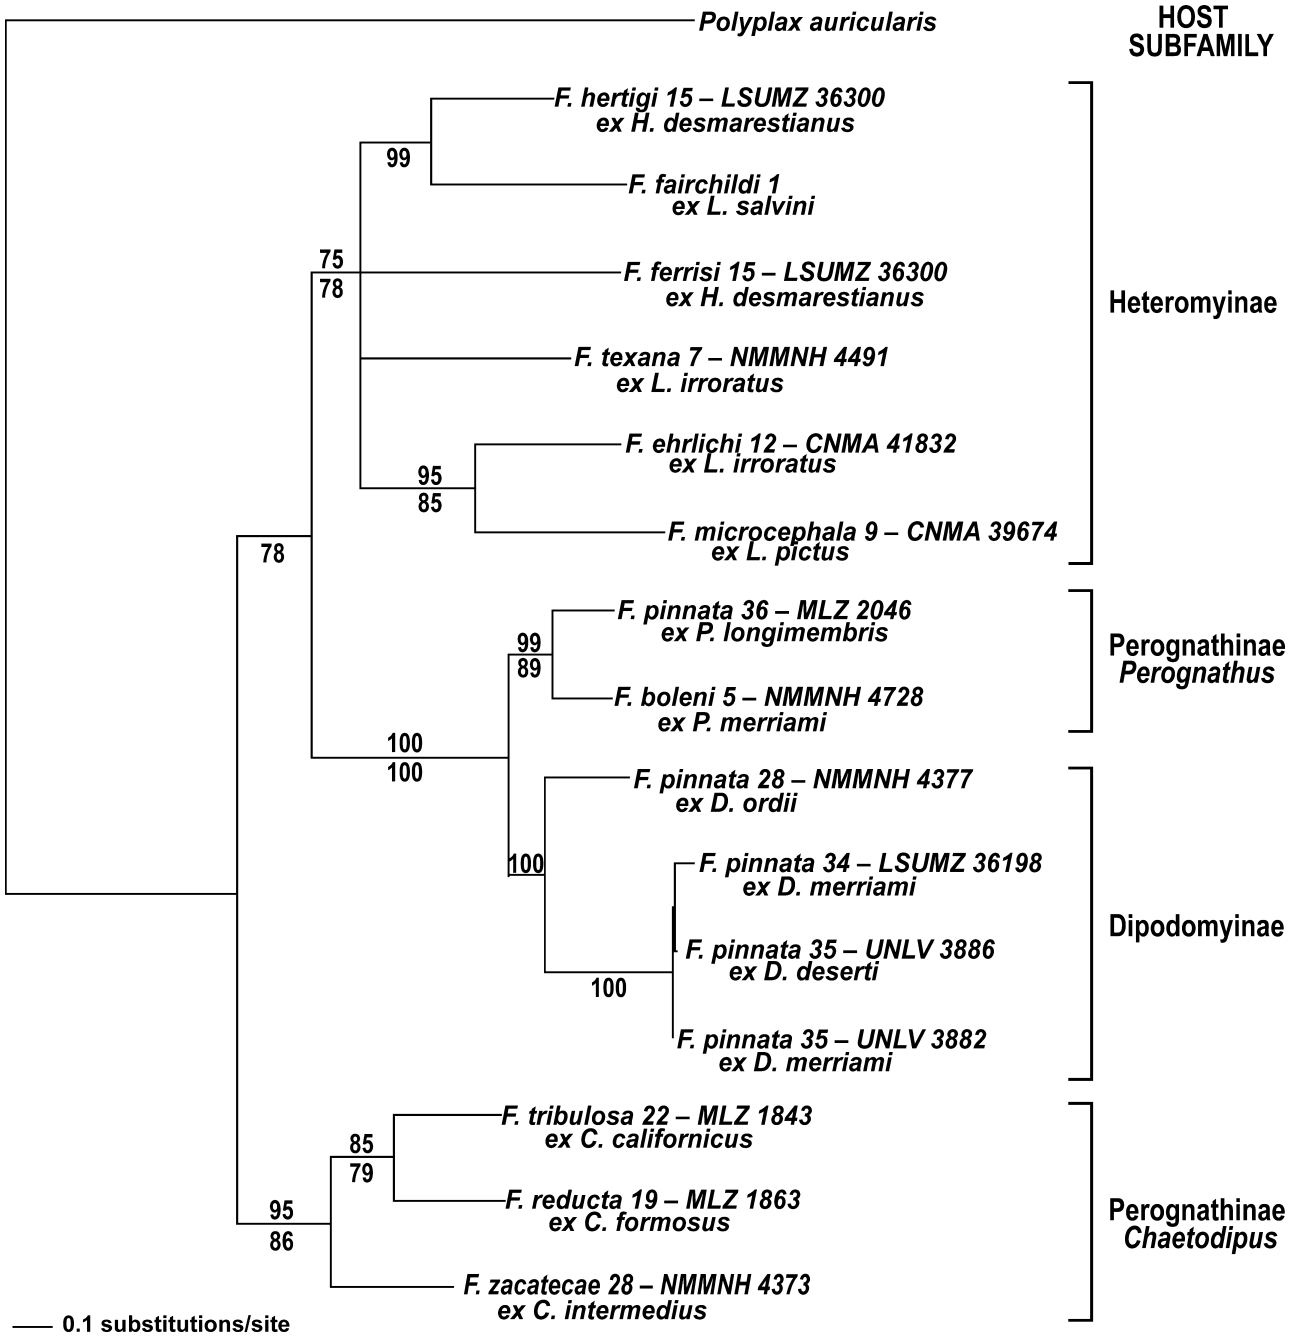 Polyplax auricularis
HOST
SUBFAMILY
F. hertigi 15 – LSUMZ 36300
ex H. desmarestianus
99
F. fairchildi 1
ex L. salvini
75
78
F. ferrisi 15 – LSUMZ 36300
ex H. desmarestianus
Heteromyinae
F. texana 7 – NMMNH 4491
ex L. irroratus
F. ehrlichi 12 – CNMA 41832
ex L. irroratus
95
85
F. microcephala 9 – CNMA 39674
ex L. pictus
78
F. pinnata 36 – MLZ 2046
ex P. longimembris
99
89
Perognathinae
Perognathus
F. boleni 5 – NMMNH 4728
ex P. merriami
100
100
F. pinnata 28 – NMMNH 4377
ex D. ordii
100
F. pinnata 34 – LSUMZ 36198
ex D. merriami
Dipodomyinae
F. pinnata 35 – UNLV 3886
ex D. deserti
100
F. pinnata 35 – UNLV 3882
ex D. merriami
F. tribulosa 22 – MLZ 1843
ex C. californicus
85
79
F. reducta 19 – MLZ 1863
ex C. formosus
95
86
Perognathinae
Chaetodipus
F. zacatecae 28 – NMMNH 4373
ex C. intermedius
0.1 substitutions/site